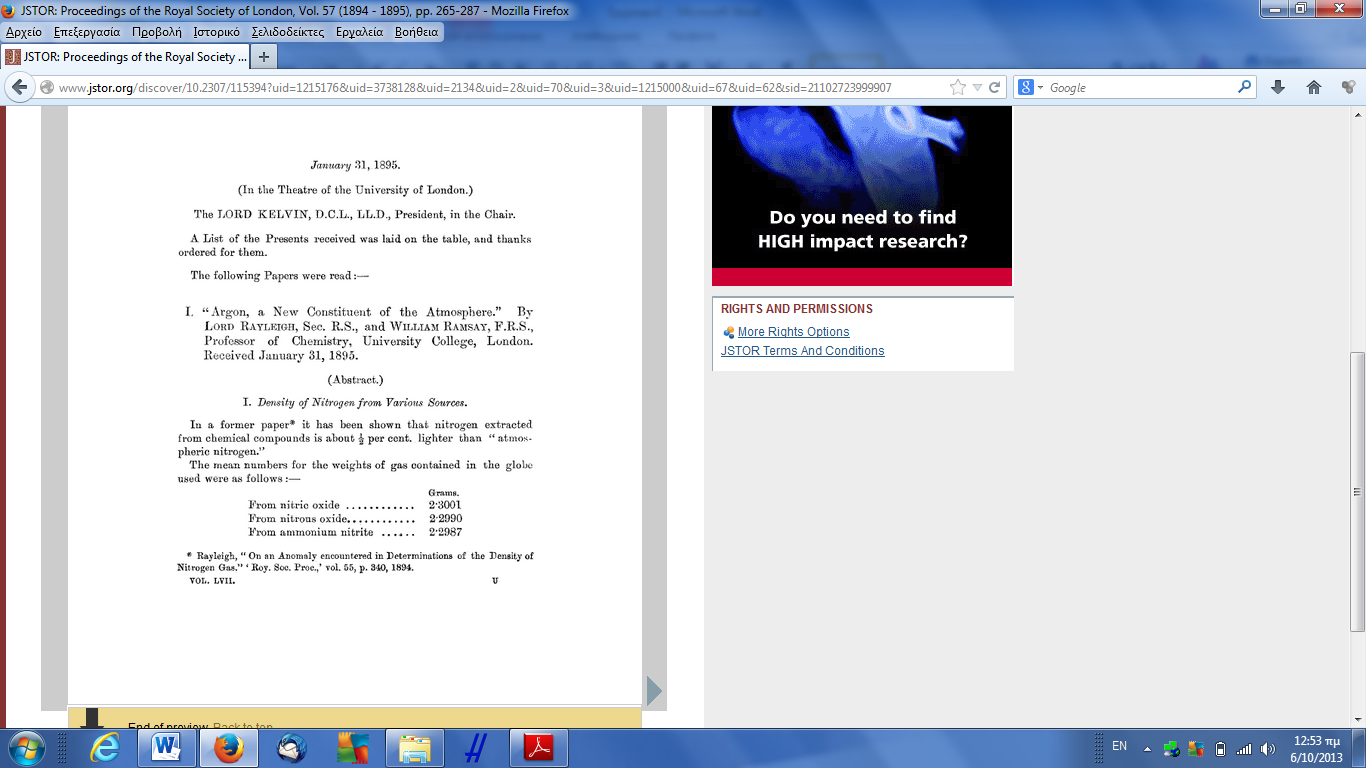 JSTOR: Proceedings of the Royal Society of London, Vol. 57 (1894 - 1895), pp. 265-287 - Mozilla Firefox
Αρχείο Επεξεργασία Προβολή Ιστορικό Σελιδοδείκτες Εργαλεία Βοήθεια
JSTOR: Proceedings of the Royal Society ...
www.jstor.org/discover/10.2307/115394?uid=1215176&uid=3738128&uid=2134&uid=2&uid=70&uid=3&uid=1215000&uid=67&uid=62&sid=21102723999907
Google
January 31, 1895.
(In the Theatre of the University of London.)
The LORD KELVIN, D.C.L., LL.D., President, in the Chair.
A List of the Presents received was laid on the table, and thanks
ordered for them.
The following Papers were read:—
I. “Argon, a New Constituent of the Atmosphere.” By
LORD RAYLEIGH, Sec. R.S., and WILLIAM RAMSAY, F.R.S.,
Professor of Chemistry, University College, London.
Received January 31, 1895.
(Abstract.)
I. Density of Nitrogen from Various Sources.
In a former paper* it has been shown that nitrogen extracted
from chemical compounds is about ½ per cent. lighter than “atmos-
pheric nitrogen.”
The mean numbers for the weights of gas contained in the globe
used were as follows:—
Grams.
From nitric oxide ............ 2·3001
From nitrous oxide............ 2·2990
From ammonium nitrite ...... 2·2987
* Rayleigh, “On an Anomaly encountered in Determinations of the Density of
Nitrogen Gas.” ‘Roy. Soc. Proc.,’ vol. 55, p. 340, 1894.
VOL. LVII. U
End of preview. Back to top
Do you need to find
HIGH impact research?
RIGHTS AND PERMISSIONS
More Rights Options
JSTOR Terms And Conditions
EN
12:53 πμ
6/10/2013